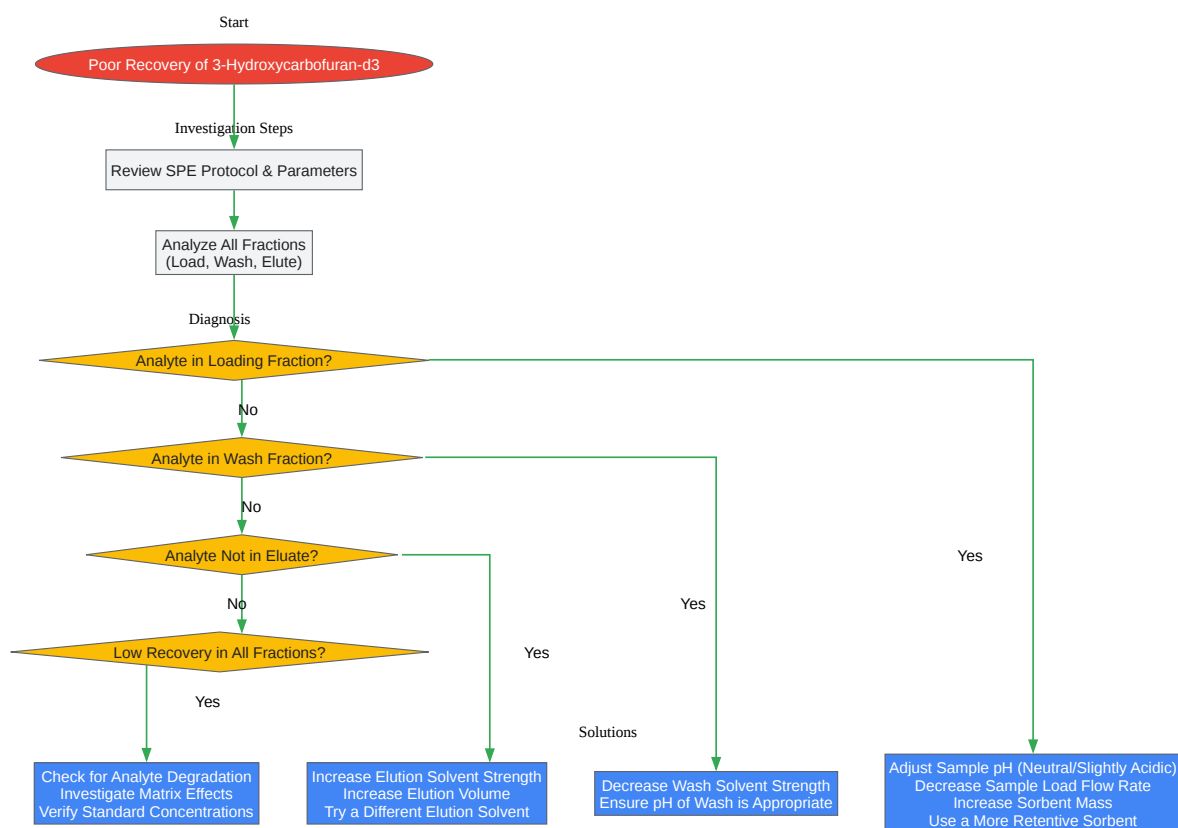 Start
Poor Recovery of 3-Hydroxycarbofuran-d3
Investigation Steps
Review SPE Protocol & Parameters
Analyze All Fractions
(Load, Wash, Elute)
Diagnosis
Analyte in Loading Fraction?
No
Analyte in Wash Fraction?
No
Analyte Not in Eluate?
Yes
No
Yes
Low Recovery in All Fractions?
Yes
Yes
Solutions
Check for Analyte Degradation
Investigate Matrix Effects
Verify Standard Concentrations
Increase Elution Solvent Strength
Increase Elution Volume
Try a Different Elution Solvent
Decrease Wash Solvent Strength
Ensure pH of Wash is Appropriate
Adjust Sample pH (Neutral/Slightly Acidic)
Decrease Sample Load Flow Rate
Increase Sorbent Mass
Use a More Retentive Sorbent